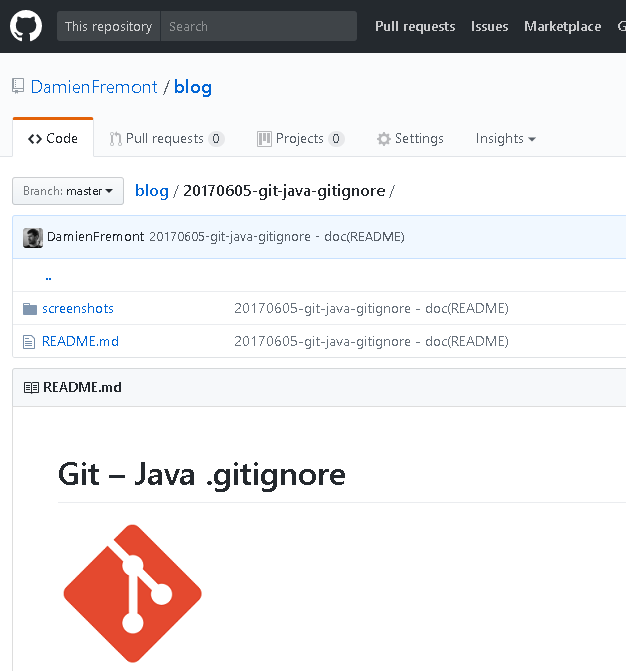 This repository Search Pull requests Issues Marketplace G
DamienFremont / blog
Code Pull requests 0 Projects 0 Settings Insights
Branch: master blog / 20170605-git-java-gitignore /
DamienFremont 20170605-git-java-gitignore - doc(README)
..
screenshots 20170605-git-java-gitignore - doc(README)
README.md 20170605-git-java-gitignore - doc(README)
README.md
Git – Java .gitignore